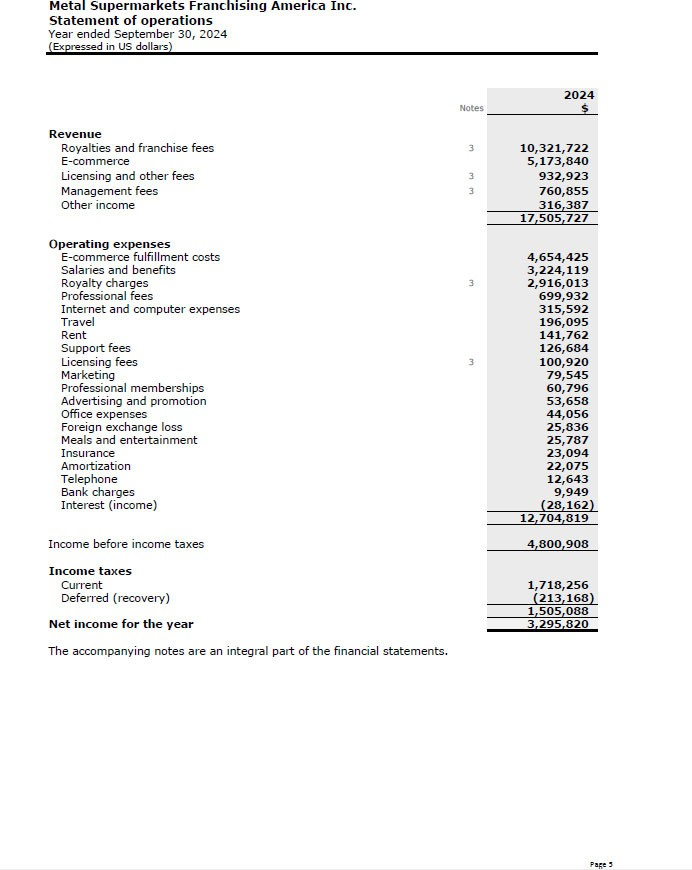 Metal Supermarkets Franchising America Inc.
Statement of operations
Year ended September 30, 2024
(Expressed in US dollars)
2024
Notes $
Revenue
Royalties and franchise fees 3 10,321,722
E-commerce 5,173,840
Licensing and other fees 3 932,923
Management fees 3 760,855
Other income 316,387
17,505,727
Operating expenses
E-commerce fulfillment costs 4,654,425
Salaries and benefits 3,224,119
Royalty charges 3 2,916,013
Professional fees 699,932
Internet and computer expenses 315,592
Travel 196,095
Rent 141,762
Support fees 126,684
Licensing fees 3 100,920
Marketing 79,545
Professional memberships 60,796
Advertising and promotion 53,658
Office expenses 44,056
Foreign exchange loss 25,836
Meals and entertainment 25,787
Insurance 23,094
Amortization 22,075
Telephone 12,643
Bank charges 9,949
Interest (income) (28,162)
12,704,819
Income before income taxes 4,800,908
Income taxes
Current 1,718,256
Deferred (recovery) (213,168)
1,505,088
Net income for the year 3,295,820
The accompanying notes are an integral part of the financial statements.
Page 5